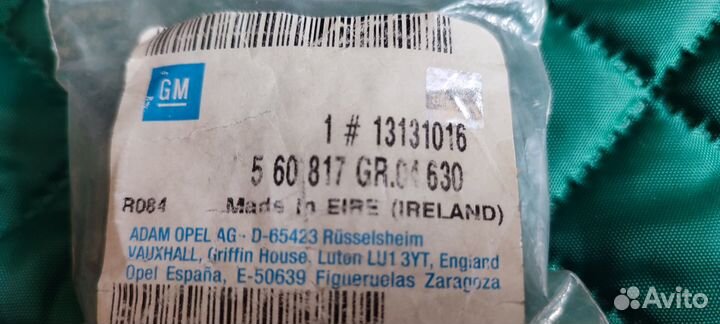 GM
1 # 13131016
5 60 817 GR.01 630
R084 Made in EIRE (IRELAND)
ADAM OPEL AG - D-65423 Rüsselsheim
VAUXHALL, Griffin House, Luton LU1 3YT, England
Opel España, E-50639 Figueruelas Zaragoza
Avito